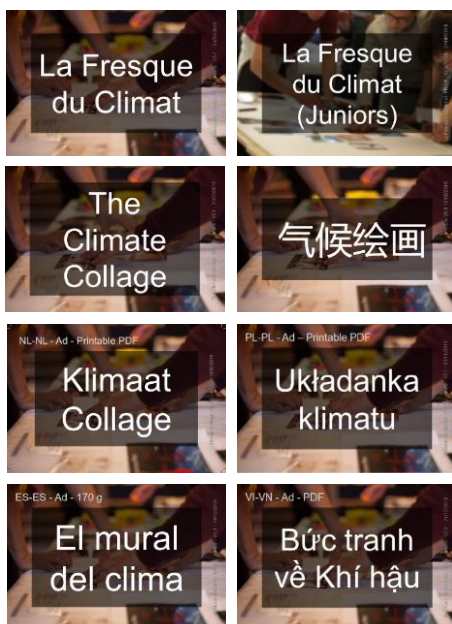 La Fresque
du Climat
La Fresque
du Climat
(Juniors)
The
Climate
Collage
气候绘画
NL-NL - Ad - Printable PDF
Klimaat
Collage
PL-PL - Ad – Printable PDF
Układanka
klimatu
ES-ES - Ad - 170 g
El mural
del clima
VI-VN - Ad - PDF
Bức tranh
về Khí hậu